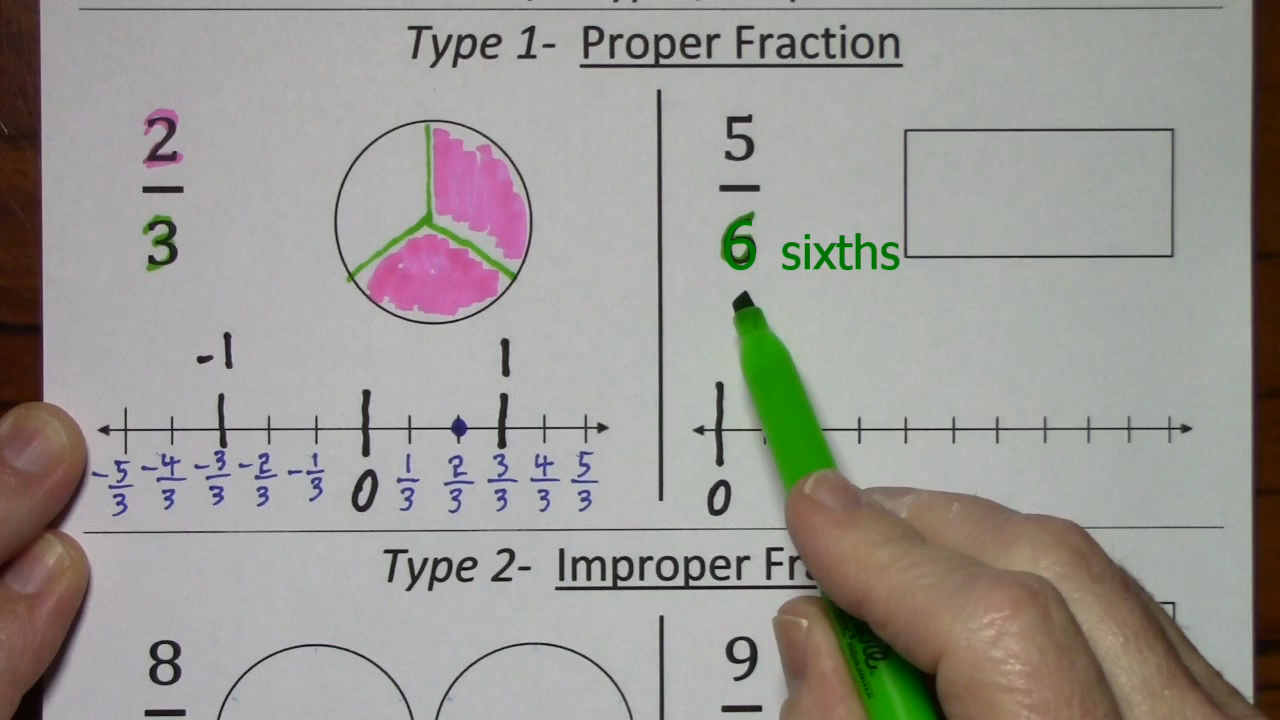 Type 1- Proper Fraction
2
3
5
6 sixths
-1 1
-5/3 -4/3 -3/3 -2/3 -1/3 0 1/3 2/3 3/3 4/3 5/3
0
Type 2- Improper
8
9